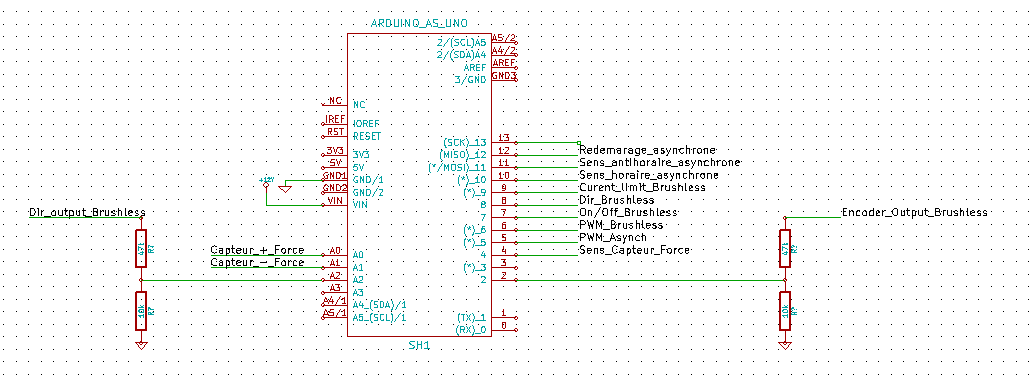 ARDUINO_AS_UNO
2/(SCL)A5 A5/2
2/(SDA)A4 A4/2
AREF AREF
3/GND GND3
NC NC
IREF IOREF
RST RESET
(SCK)_13 13
3V3 3V3
(MISO)_12 12 Redemarage_asynchrone
5V 5V
(*/MOSI)_11 11 Sens_antihoraire_asynchrone
+12V GND1 GND/1
(*)_10 10 Sens_horaire_asynchrone
GND2 GND/2
(*)_9 9 Curent_limit_Brushless
VIN VIN
8 8 Dir_Brushless
Dir_output_Brushless
7 7 On/Off_Brushless
Encoder_Output_Brushless
(*)_6 6 PWM_Brushless
(*)_5 5 PWM_Asynch
47k R?
Capteur_+_Force A0 A0
4 4 Sens_Capteur_Force
47k R?
Capteur_-_Force A1 A1
(*)_3 3
A2 A2
2 2
A3 A3
A4/1 A4_(SDA)/1
A5/1 A5_(SCL)/1
(TX)_1 1
10k R?
(RX)_0 0
10k R?
SH1